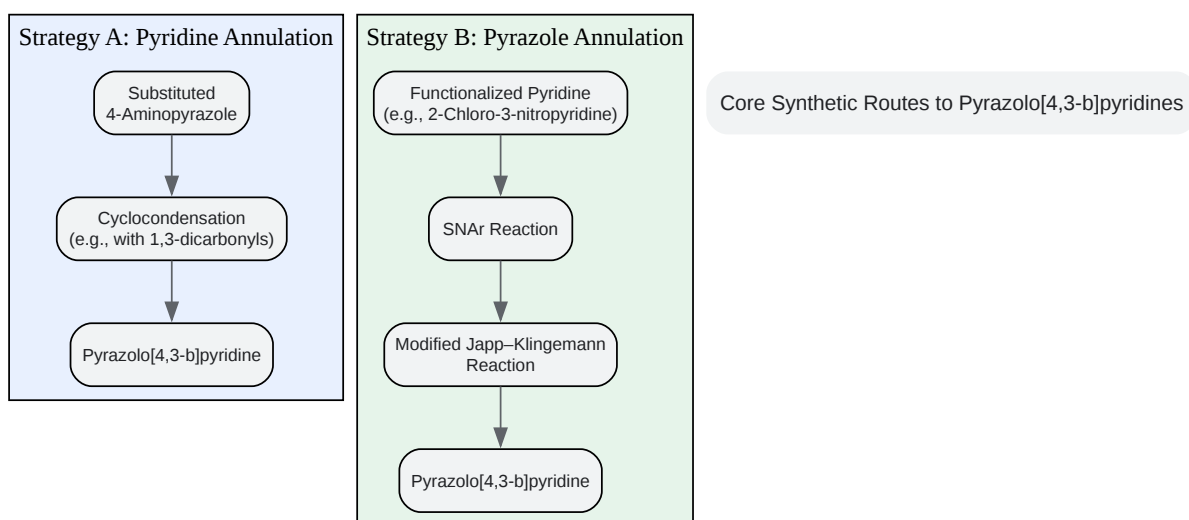 Strategy A: Pyridine Annulation
Substituted
4-Aminopyrazole
Cyclocondensation
(e.g., with 1,3-dicarbonyls)
Pyrazolo[4,3-b]pyridine
Strategy B: Pyrazole Annulation
Functionalized Pyridine
(e.g., 2-Chloro-3-nitropyridine)
SNAr Reaction
Modified Japp–Klingemann
Reaction
Pyrazolo[4,3-b]pyridine
Core Synthetic Routes to Pyrazolo[4,3-b]pyridines